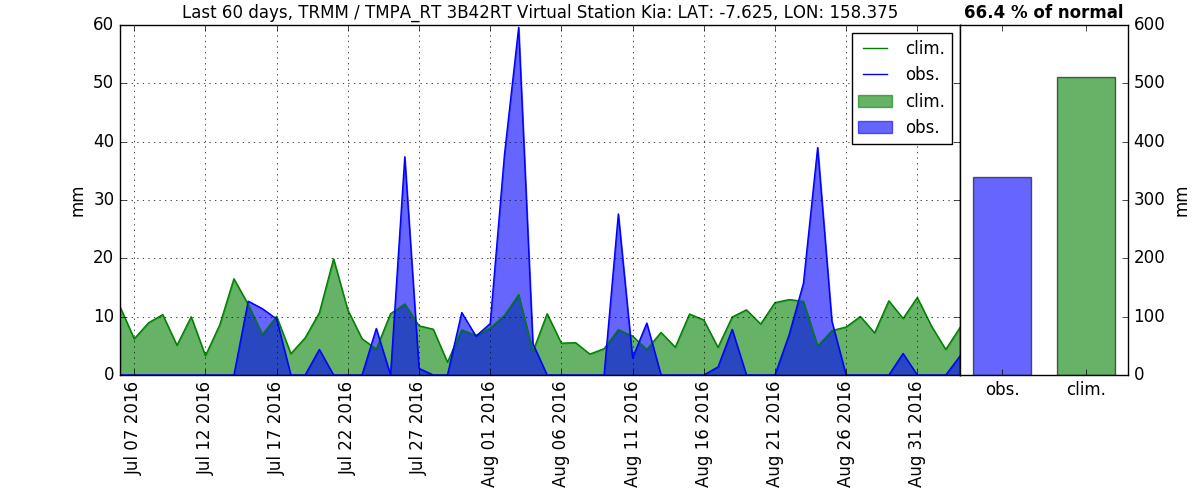 Last 60 days, TRMM / TMPA_RT 3B42RT Virtual Station Kia: LAT: -7.625, LON: 158.375
66.4 % of normal
60
50
40
30
20
10
0
mm
clim.
obs.
clim.
obs.
Jul 07 2016
Jul 12 2016
Jul 17 2016
Jul 22 2016
Jul 27 2016
Aug 01 2016
Aug 06 2016
Aug 11 2016
Aug 16 2016
Aug 21 2016
Aug 26 2016
Aug 31 2016
600
500
400
300
200
100
0
mm
obs.
clim.